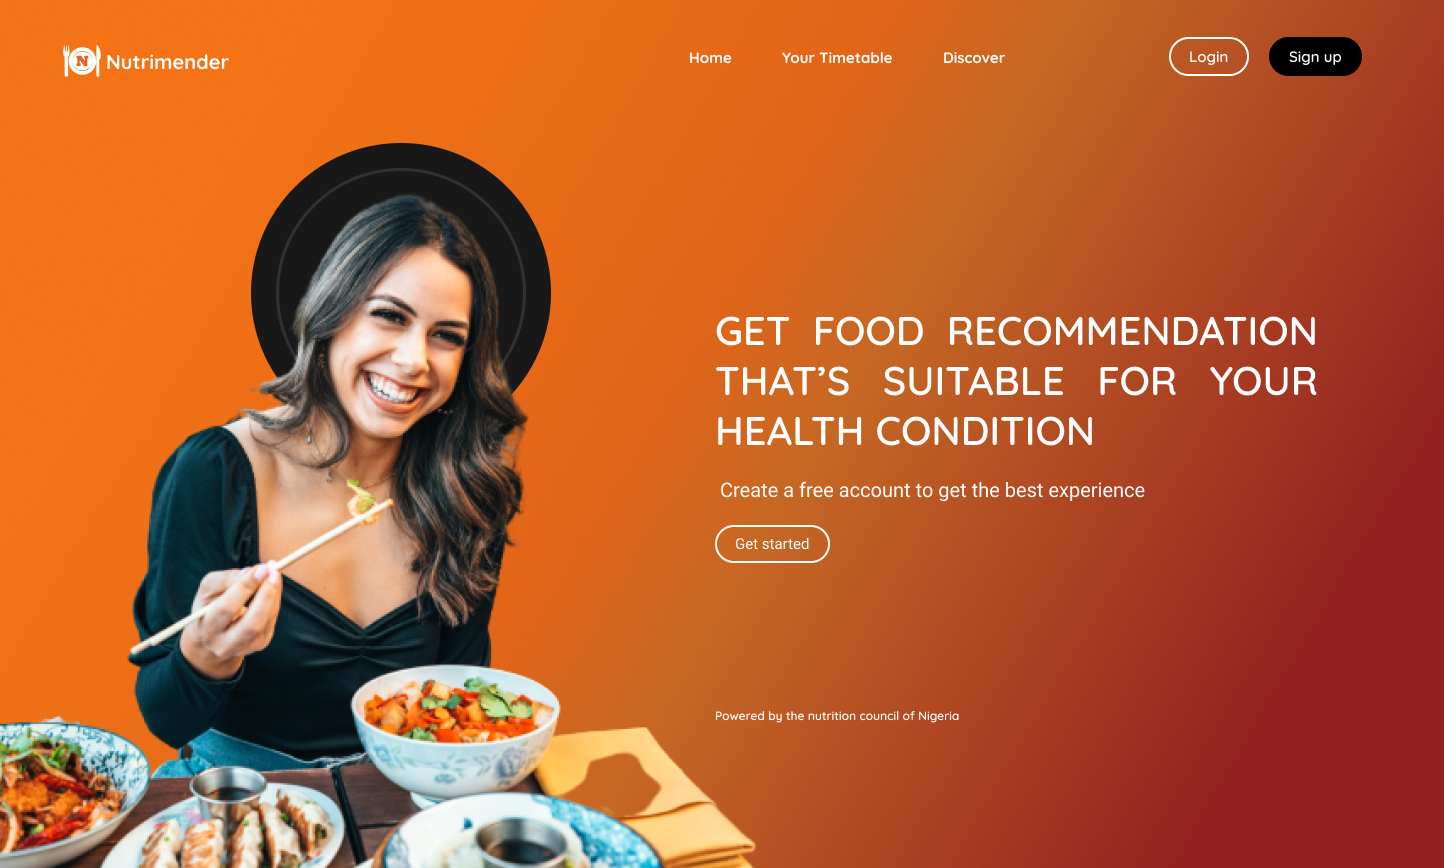 N Nutrimender
Home Your Timetable Discover Login Sign up
GET FOOD RECOMMENDATION
THAT’S SUITABLE FOR YOUR
HEALTH CONDITION
Create a free account to get the best experience
Get started
Powered by the nutrition council of Nigeria